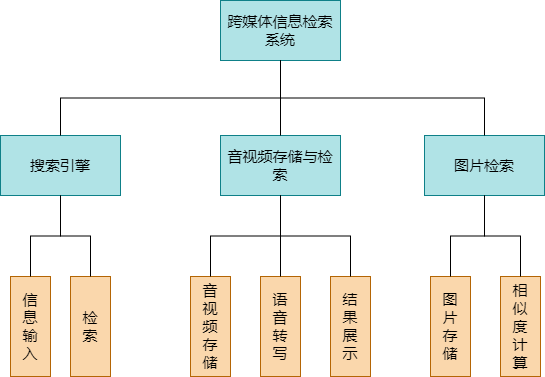 跨媒体信息检索
系统
搜索引擎
音视频存储与检
索
图片检索
信息输入
检索
音视频存储
语音转写
结果展示
图片存储
相似度计算